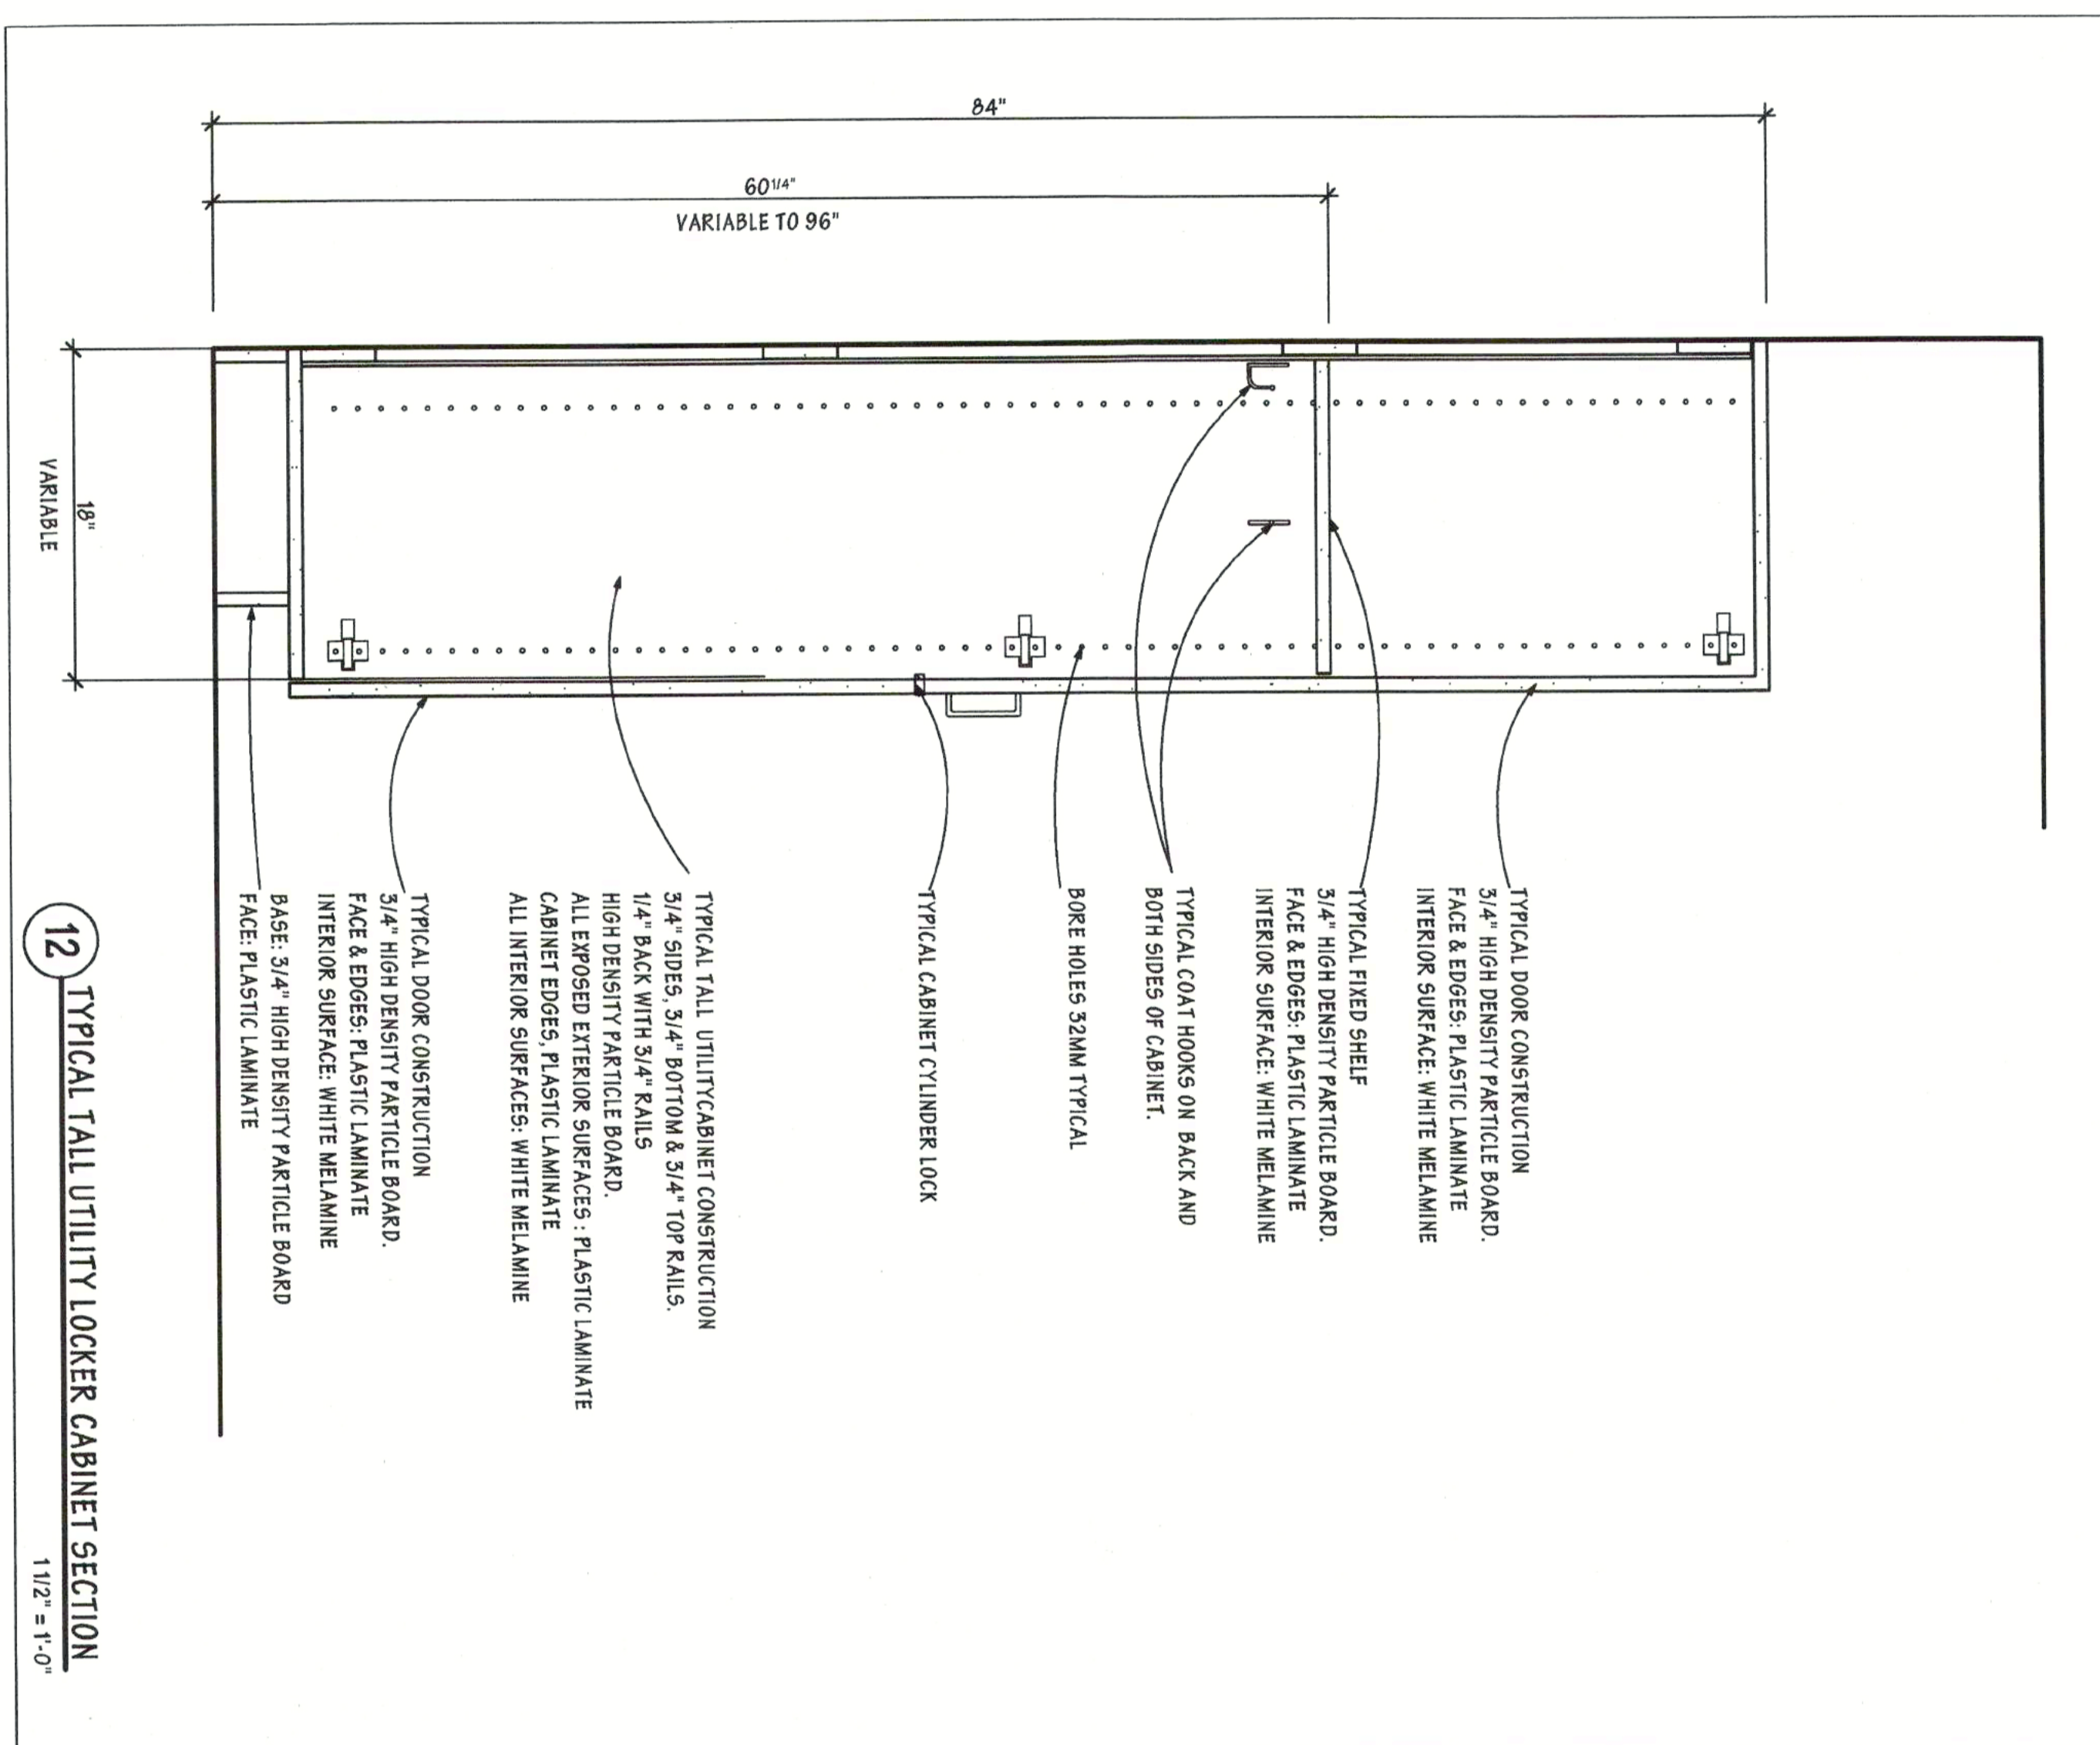 84"
60 1/4"
VARIABLE TO 96"
18"
VARIABLE
TYPICAL DOOR CONSTRUCTION
3/4" HIGH DENSITY PARTICLE BOARD.
FACE & EDGES: PLASTIC LAMINATE
INTERIOR SURFACE: WHITE MELAMINE
TYPICAL FIXED SHELF
3/4" HIGH DENSITY PARTICLE BOARD.
FACE & EDGES: PLASTIC LAMINATE
INTERIOR SURFACE: WHITE MELAMINE
TYPICAL COAT HOOKS ON BACK AND
BOTH SIDES OF CABINET.
BORE HOLES 32MM TYPICAL
TYPICAL CABINET CYLINDER LOCK
TYPICAL TALL UTILITYCABINET CONSTRUCTION
3/4" SIDES, 3/4" BOTTOM & 3/4" TOP RAILS.
1/4" BACK WITH 3/4" RAILS
HIGH DENSITY PARTICLE BOARD.
ALL EXPOSED EXTERIOR SURFACES : PLASTIC LAMINATE
CABINET EDGES, PLASTIC LAMINATE
ALL INTERIOR SURFACES: WHITE MELAMINE
TYPICAL DOOR CONSTRUCTION
3/4" HIGH DENSITY PARTICLE BOARD.
FACE & EDGES: PLASTIC LAMINATE
INTERIOR SURFACE: WHITE MELAMINE
BASE: 3/4" HIGH DENSITY PARTICLE BOARD
FACE: PLASTIC LAMINATE
12 TYPICAL TALL UTILITY LOCKER CABINET SECTION
1 1/2" = 1'-0"